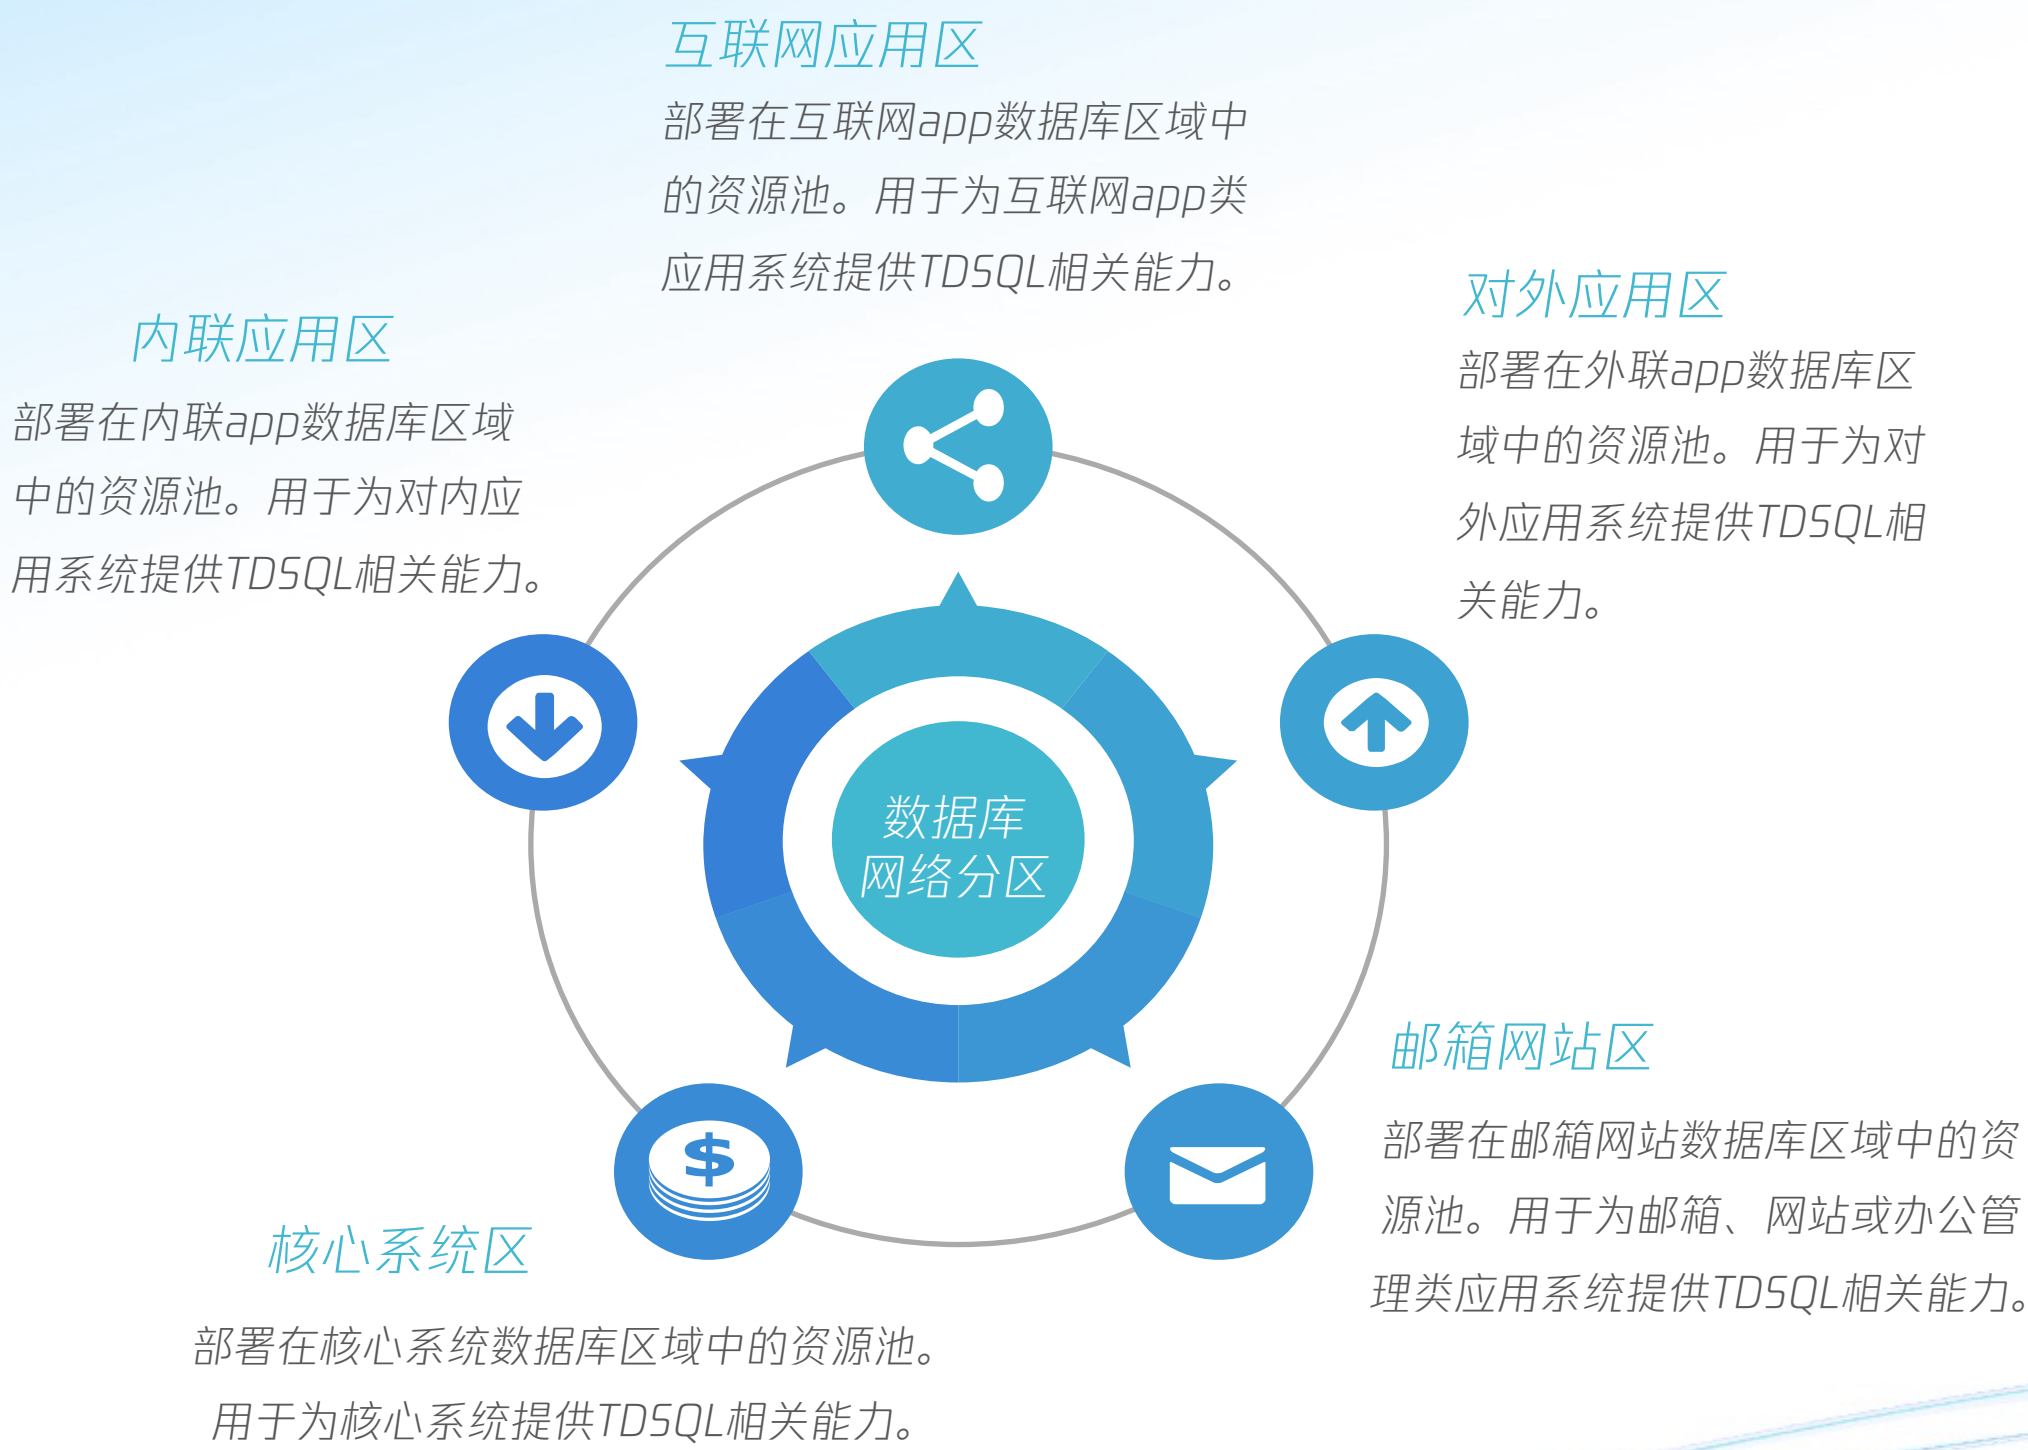 互联网应用区
部署在互联网app数据库区域中
的资源池。用于为互联网app类
应用系统提供TDSQL相关能力。
对外应用区
部署在外联app数据库区
域中的资源池。用于为对
外应用系统提供TDSQL相
关能力。
内联应用区
部署在内联app数据库区域
中的资源池。用于为对内应
用系统提供TDSQL相关能力。
数据库
网络分区
邮箱网站区
部署在邮箱网站数据库区域中的资
源池。用于为邮箱、网站或办公管
理类应用系统提供TDSQL相关能力。
$
核心系统区
部署在核心系统数据库区域中的资源池。
用于为核心系统提供TDSQL相关能力。